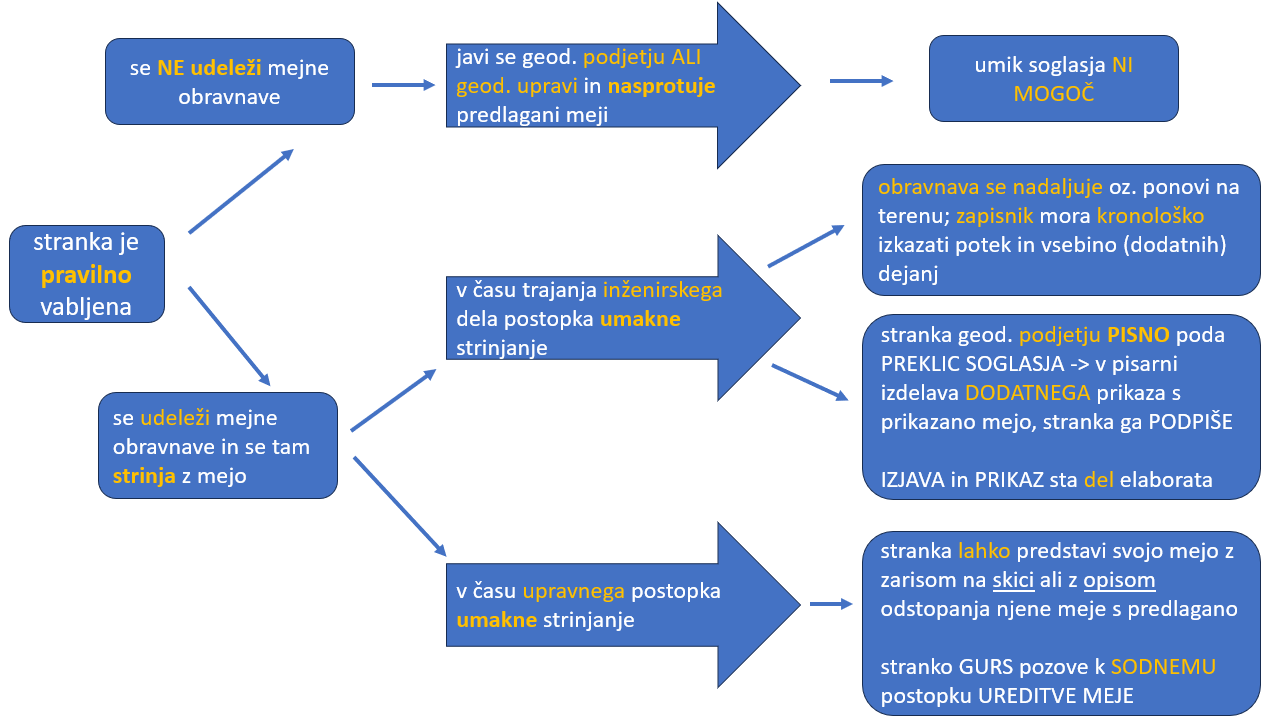 stranka je
pravilno
vabljena
se NE udeleži mejne
obravnave
javi se geod. podjetju ALI
geod. upravi in nasprotuje
predlagani meji
umik soglasja NI
MOGOČ
se udeleži mejne
obravnave in se tam
strinja z mejo
v času trajanja inženirskega
dela postopka umakne
strinjanje
obravnava se nadaljuje oz. ponovi na
terenu; zapisnik mora kronološko
izkazati potek in vsebino (dodatnih)
dejanj
stranka geod. podjetju PISNO poda
PREKLIC SOGLASJA -> v pisarni
izdelava DODATNEGA prikaza s
prikazano mejo, stranka ga PODPIŠE
IZJAVA in PRIKAZ sta del elaborata
v času upravnega postopka
umakne strinjanje
stranka lahko predstavi svojo mejo z
zarisom na skici ali z opisom
odstopanja njene meje s predlagano
stranko GURS pozove k SODNEMU
postopku UREDITVE MEJE